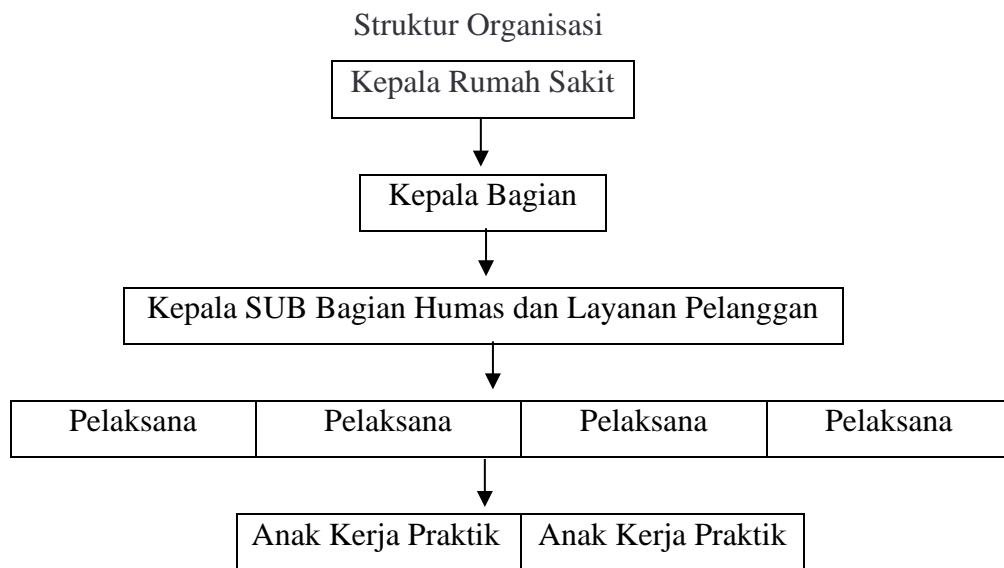 Struktur Organisasi
Kepala Rumah Sakit
Kepala Bagian
Kepala SUB Bagian Humas dan Layanan Pelanggan
Pelaksana Pelaksana Pelaksana Pelaksana
Anak Kerja Praktik Anak Kerja Praktik